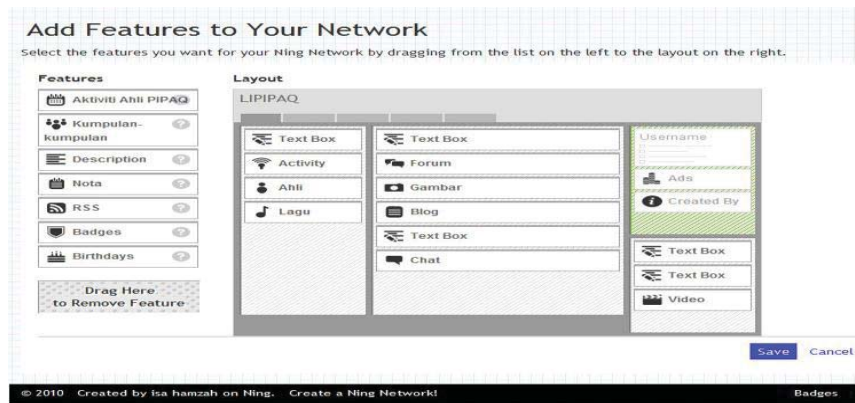 Add Features to Your Network
Select the features you want for your Ning Network by dragging from the list on the left to the layout on the right.
Features
Aktiviti Ahli PIPAQ
Kumpulan-
kumpulan
Description
Nota
RSS
Badges
Birthdays
Drag Here
to Remove Feature
Layout
LIPIPAQ
Text Box
Activity
Ahli
Lagu
Text Box
Forum
Gambar
Blog
Text Box
Chat
Username
Ads
Created By
Text Box
Text Box
Video
Save Cancel
© 2010 Created by isa hamzah on Ning. Create a Ning Network!
Badges